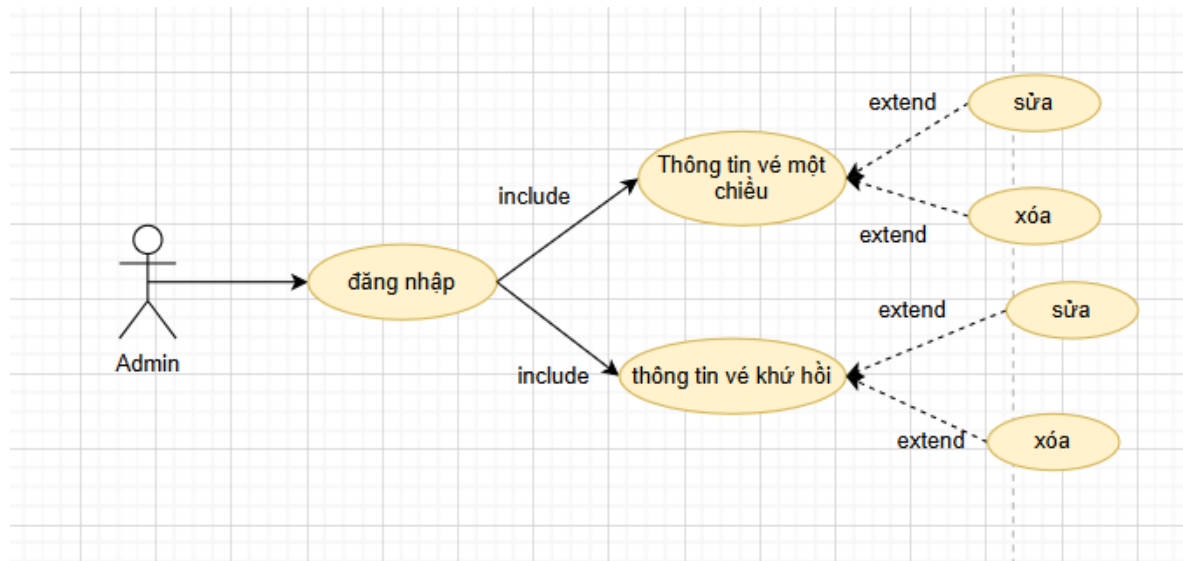 extend
sửa
Thông tin vé một
chiều
include
extend
xóa
đăng nhập
Admin
extend
sửa
include
thông tin vé khứ hồi
extend
xóa